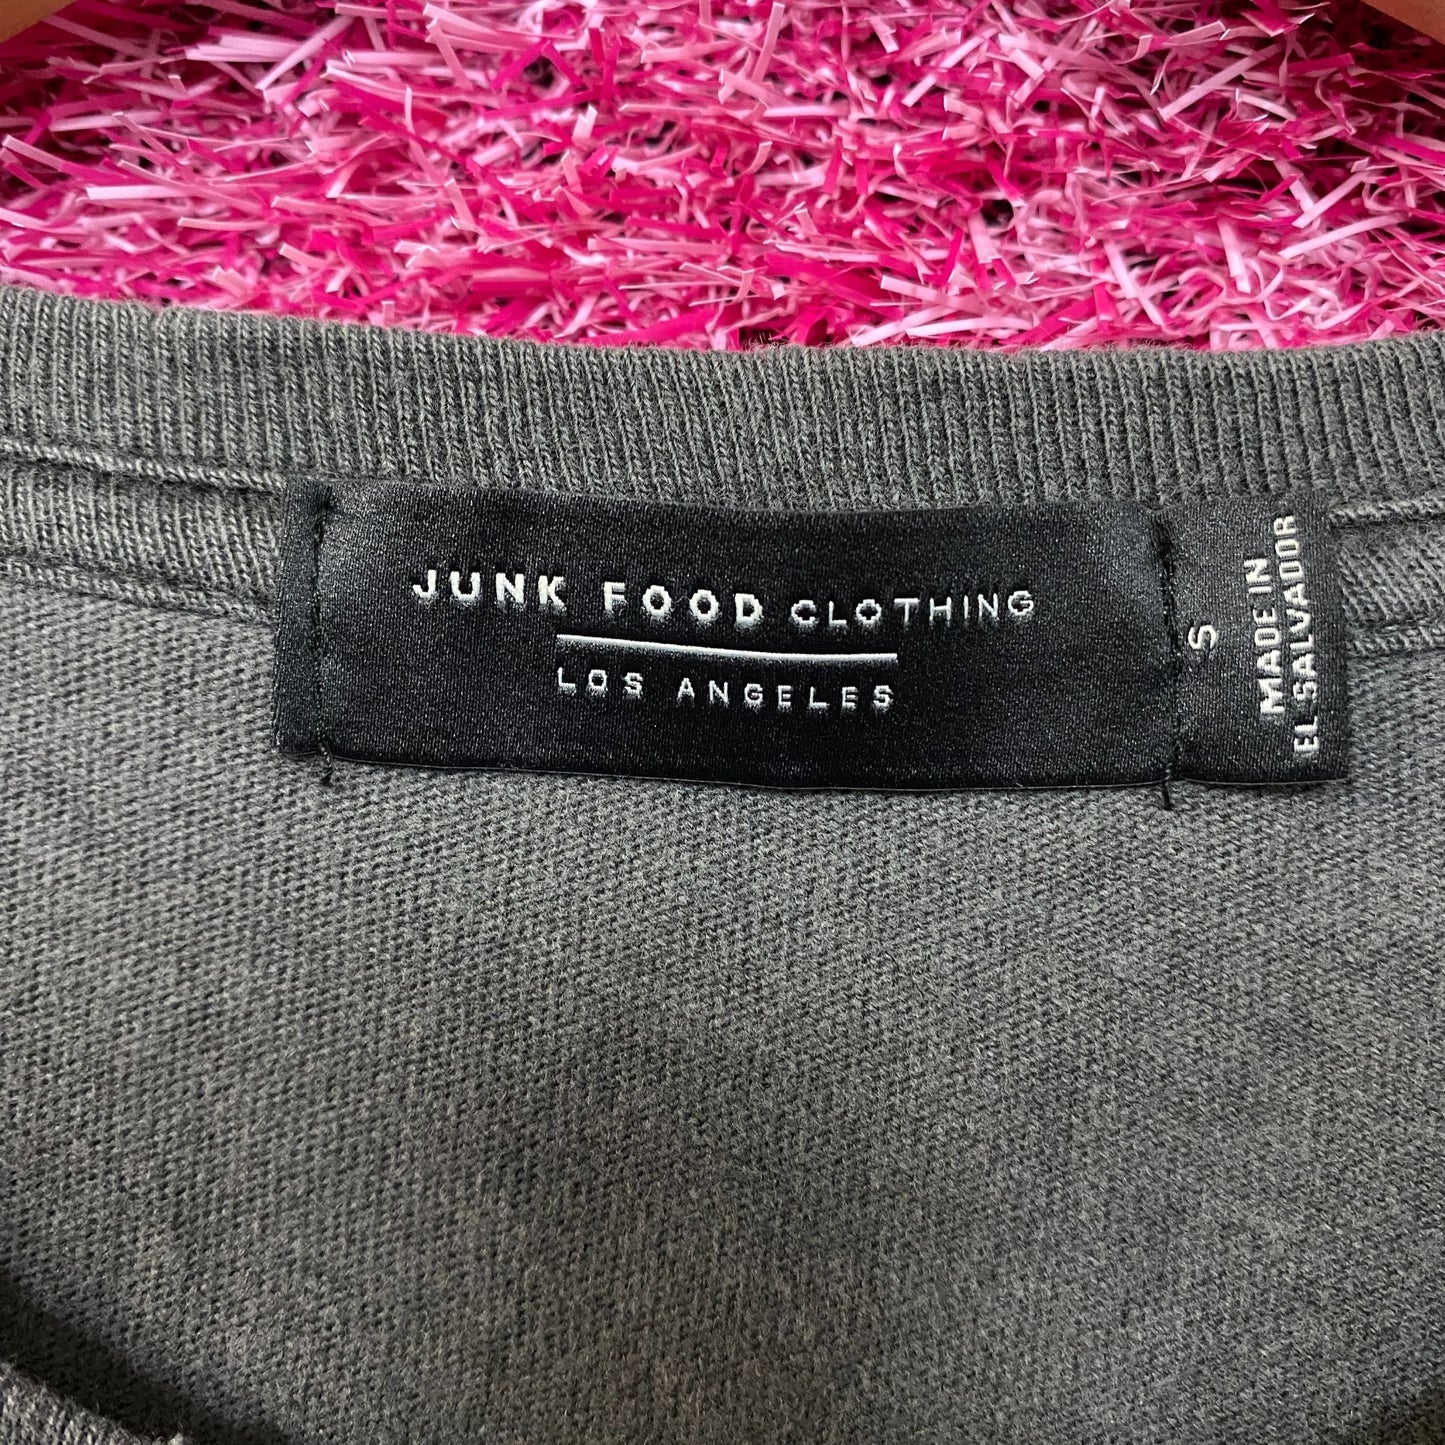 JUNK FOOD CLOTHING
LOS ANGELES
S
MADE IN
EL SALVADOR